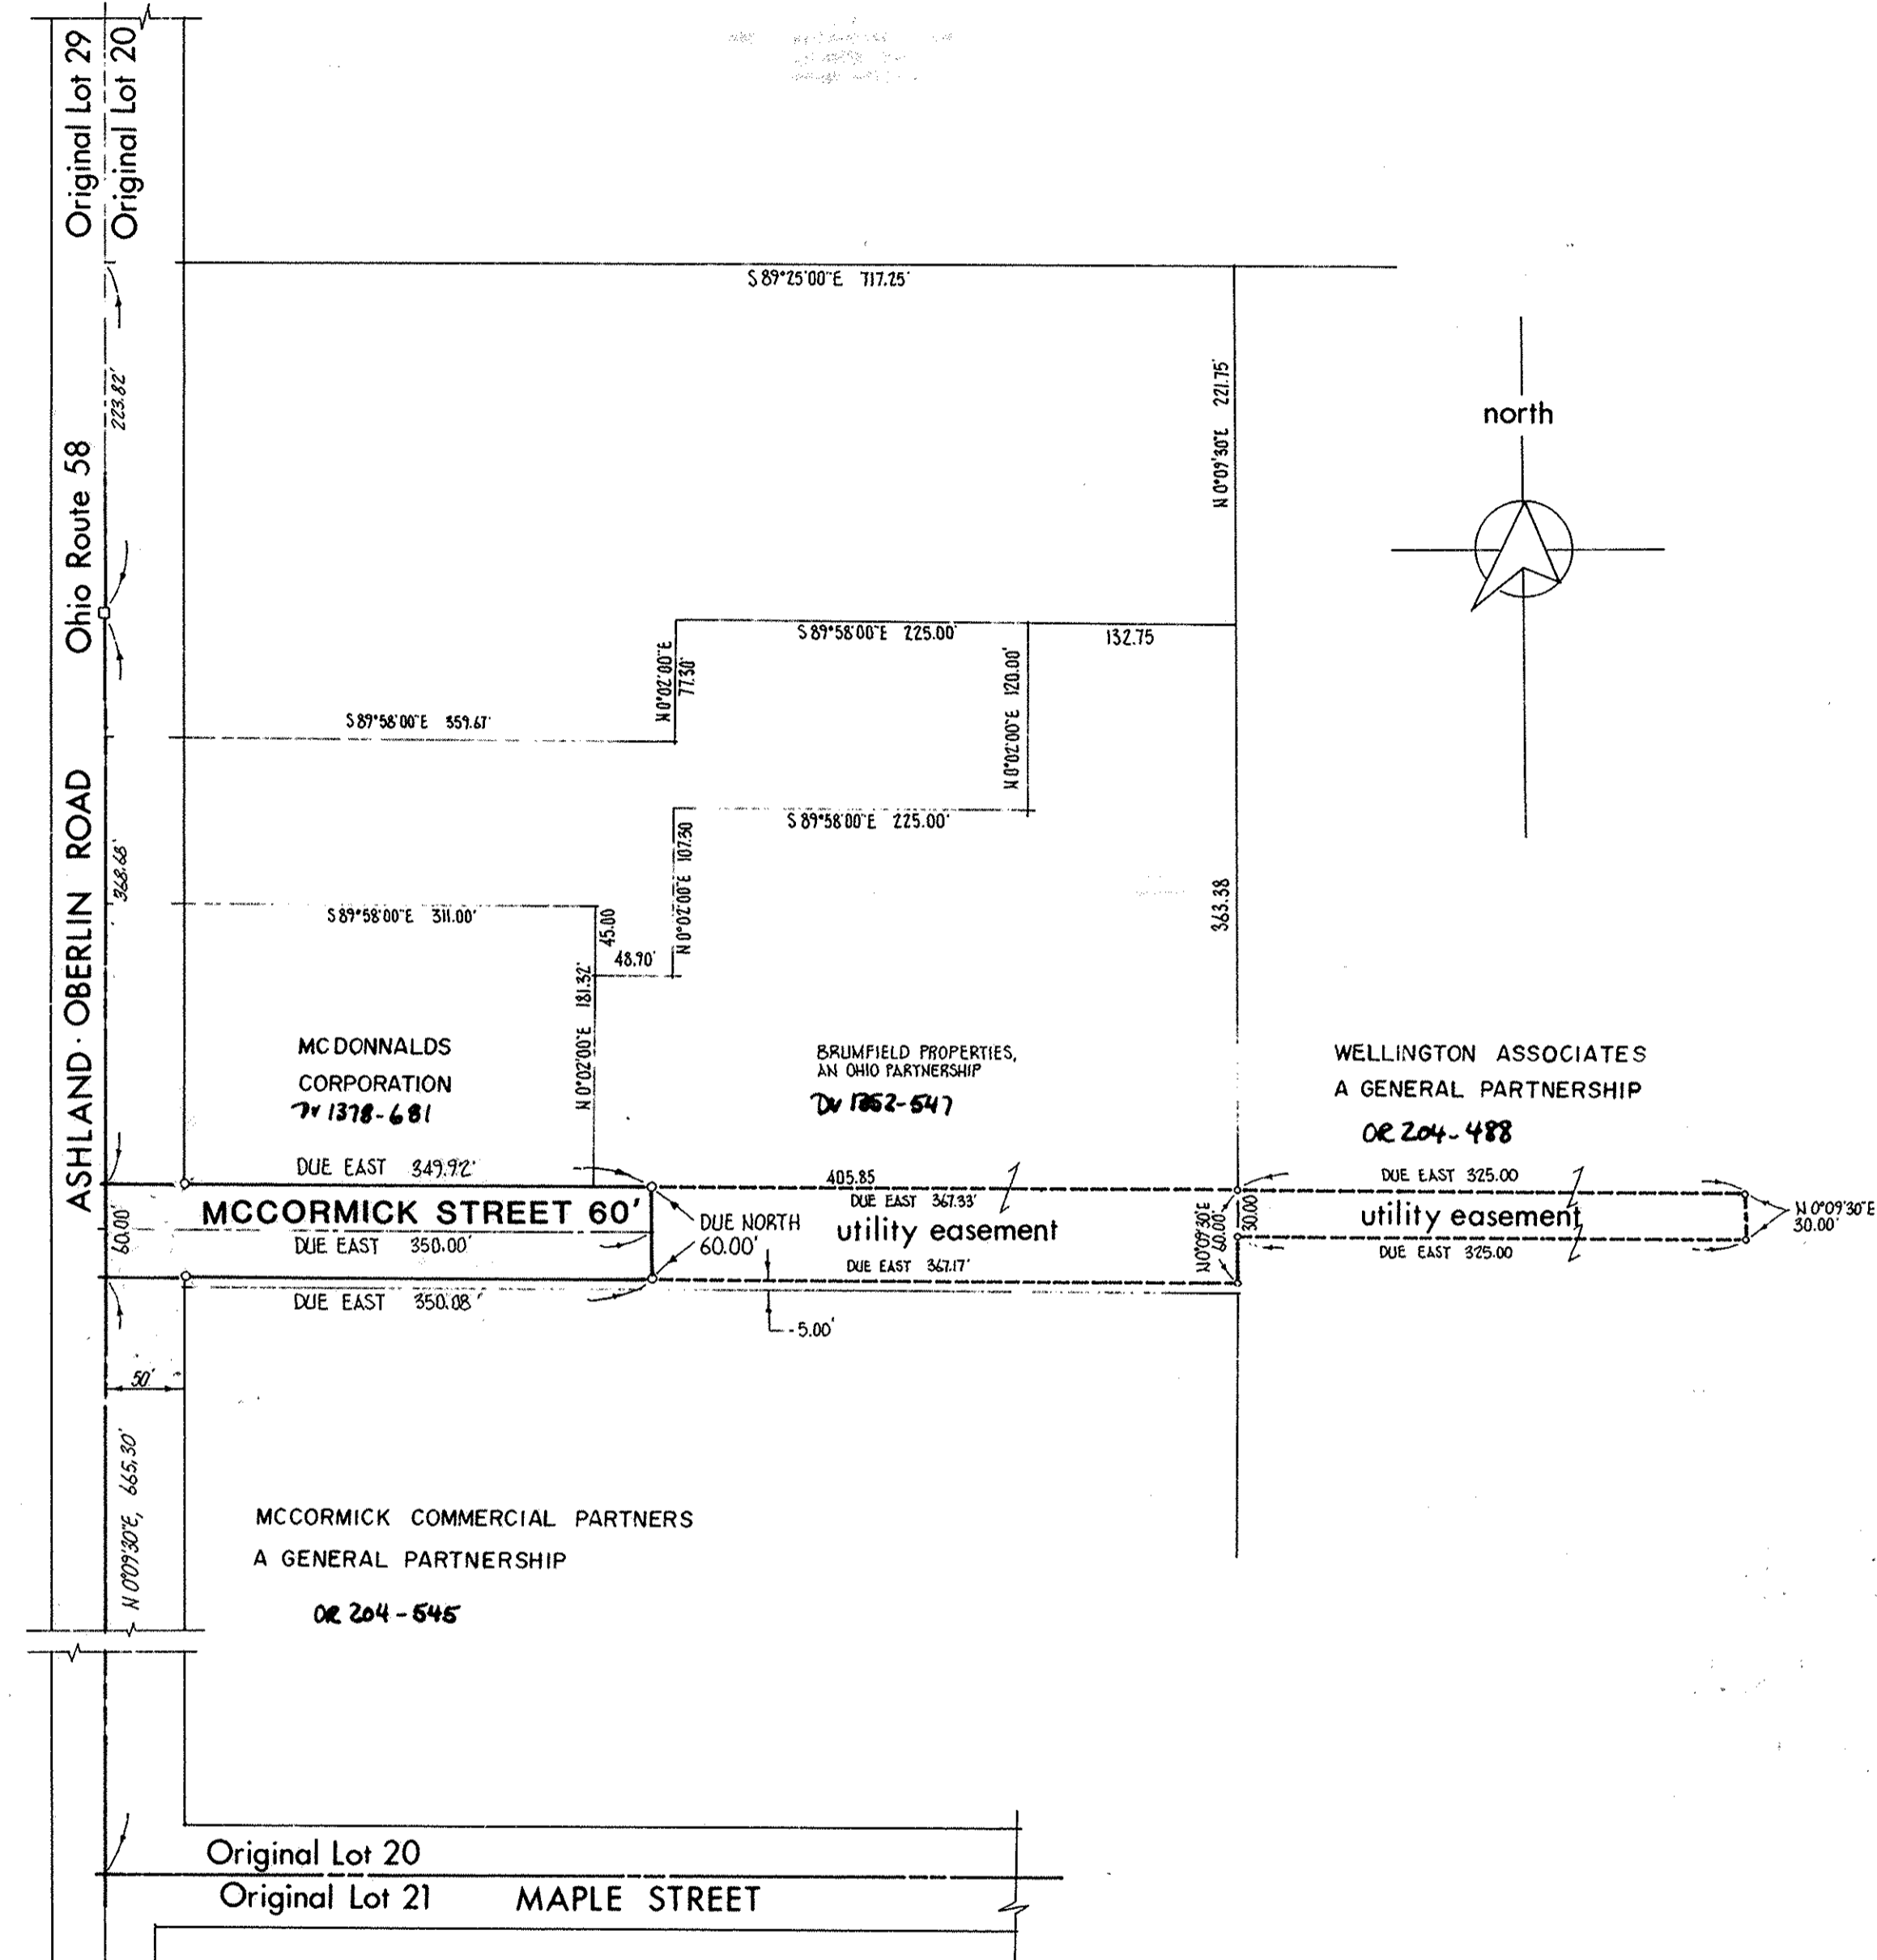 Original Lot 29
Original Lot 20
S 89°25'00"E 717.25'
223.82'
N 0°09'30"E 221.75'
north
Ohio Route 58
S 89°58'00"E 225.00'
132.75
N 0°02'00"E
77.30'
N 0°02'00"E 120.00'
S 89°58'00"E 359.67'
ASHLAND · OBERLIN ROAD
368.68'
S 89°58'00"E 225.00'
N 0°02'00"E 107.30
363.38
S 89°58'00"E 311.00'
45.00
48.90'
N 0°02'00"E 181.32'
MC DONNALDS
CORPORATION
DV 1378-681
BRUMFIELD PROPERTIES,
AN OHIO PARTNERSHIP
DV 1252-547
WELLINGTON ASSOCIATES
A GENERAL PARTNERSHIP
OR 204-488
DUE EAST 349.92'
405.85
DUE EAST 325.00
MCCORMICK STREET 60'
DUE NORTH
60.00'
DUE EAST 367.33'
utility easement
N 0°09'30"E
60.00'
30.00
utility easement
N 0°09'30"E
30.00'
60.00'
DUE EAST 350.00'
DUE EAST 367.17'
DUE EAST 325.00
DUE EAST 350.08'
5.00'
50'
N 0°09'30"E, 665.30'
MCCORMICK COMMERCIAL PARTNERS
A GENERAL PARTNERSHIP
OR 204-545
Original Lot 20
Original Lot 21 MAPLE STREET